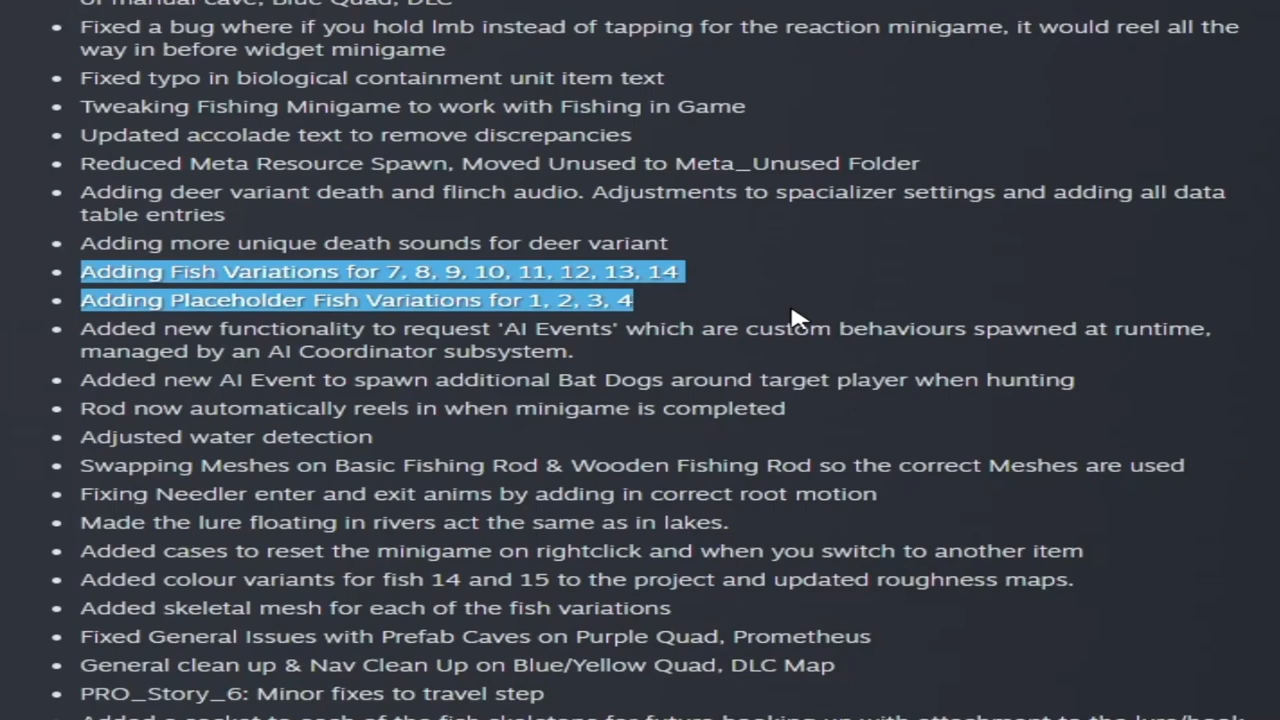 of manual cave, Blue Quad, DLC
• Fixed a bug where if you hold lmb instead of tapping for the reaction minigame, it would reel all the
way in before widget minigame
• Fixed typo in biological containment unit item text
• Tweaking Fishing Minigame to work with Fishing in Game
• Updated accolade text to remove discrepancies
• Reduced Meta Resource Spawn, Moved Unused to Meta_Unused Folder
• Adding deer variant death and flinch audio. Adjustments to spacializer settings and adding all data
table entries
• Adding more unique death sounds for deer variant
• Adding Fish Variations for 7, 8, 9, 10, 11, 12, 13, 14
• Adding Placeholder Fish Variations for 1, 2, 3, 4
• Added new functionality to request 'AI Events' which are custom behaviours spawned at runtime,
managed by an AI Coordinator subsystem.
• Added new AI Event to spawn additional Bat Dogs around target player when hunting
• Rod now automatically reels in when minigame is completed
• Adjusted water detection
• Swapping Meshes on Basic Fishing Rod & Wooden Fishing Rod so the correct Meshes are used
• Fixing Needler enter and exit anims by adding in correct root motion
• Made the lure floating in rivers act the same as in lakes.
• Added cases to reset the minigame on rightclick and when you switch to another item
• Added colour variants for fish 14 and 15 to the project and updated roughness maps.
• Added skeletal mesh for each of the fish variations
• Fixed General Issues with Prefab Caves on Purple Quad, Prometheus
• General clean up & Nav Clean Up on Blue/Yellow Quad, DLC Map
• PRO_Story_6: Minor fixes to travel step